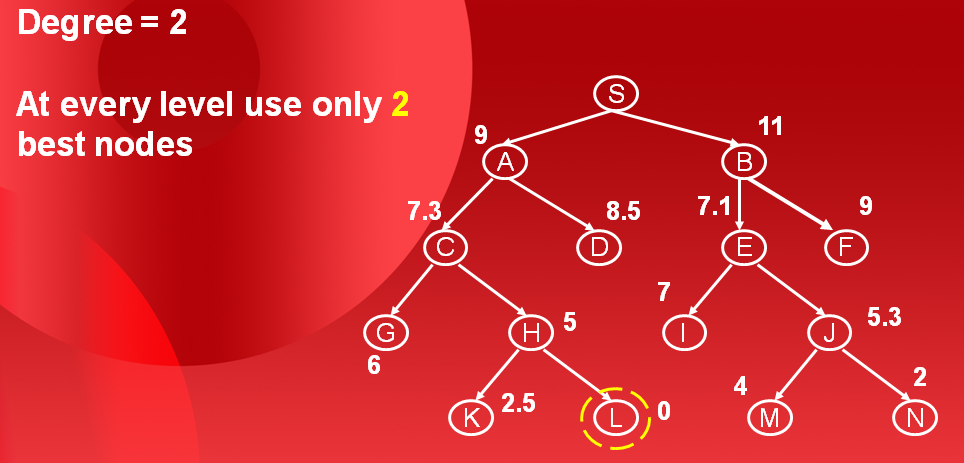 Degree = 2
At every level use only 2
best nodes
S
9
11
A
B
7.3
8.5
7.1
9
C
D
E
F
7
5
5.3
G
H
I
J
6
2.5
0
4
2
K
L
M
N